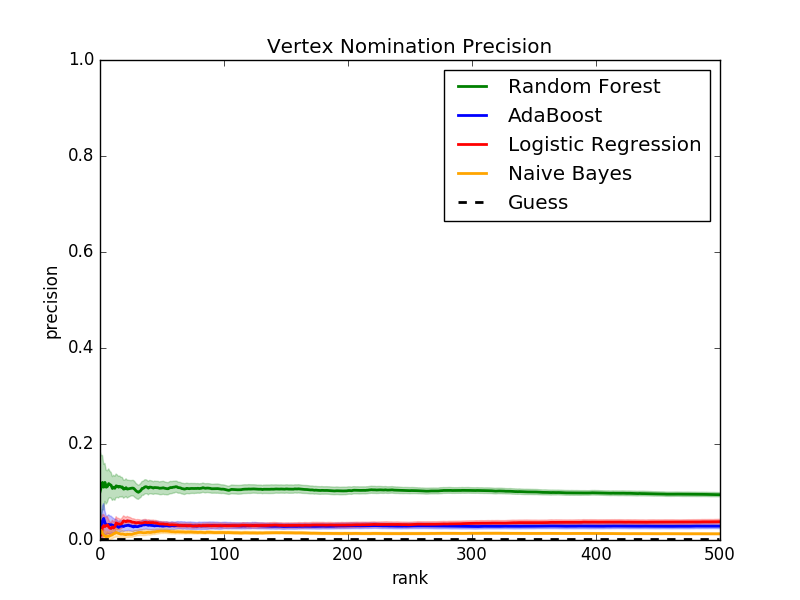 Vertex Nomination Precision
1.0
0.8
0.6
0.4
0.2
0.0
precision
Random Forest
AdaBoost
Logistic Regression
Naive Bayes
Guess
0 100 200 300 400 500
rank